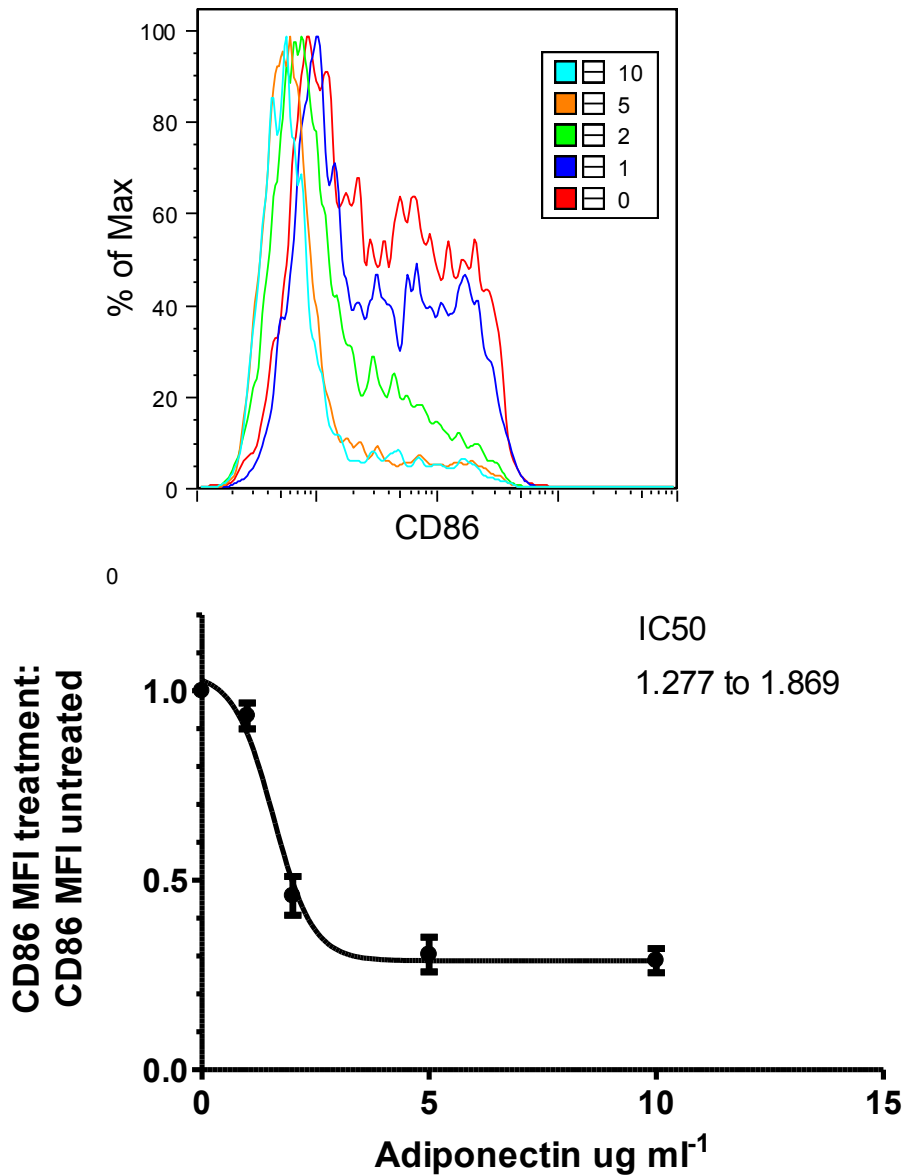 100
80
60
40
20
0
% of Max
10
5
2
1
0
CD86
0
IC50
1.277 to 1.869
CD86 MFI treatment:
CD86 MFI untreated
1.0
0.5
0.0
0
5
10
15
Adiponectin ug ml⁻¹